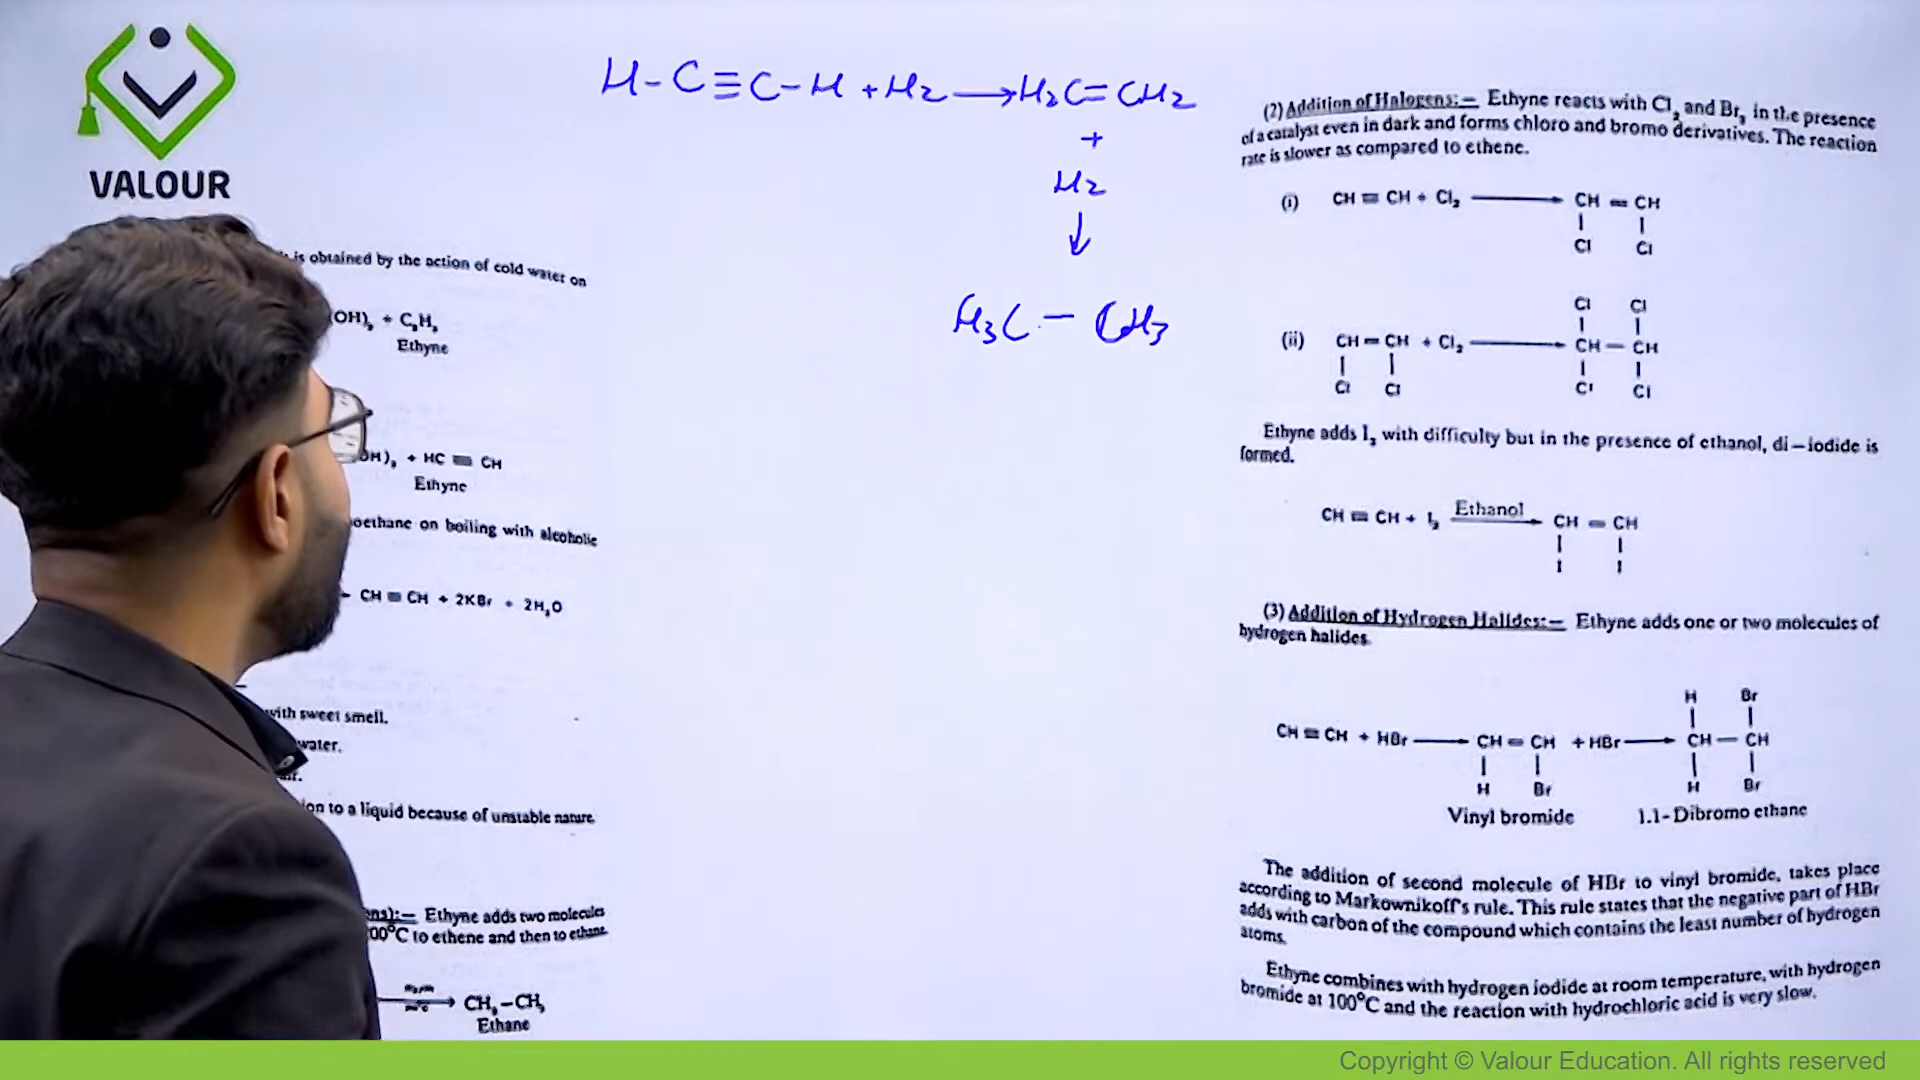 VALOUR
H-C≡C-H + H2 ⟶ H2C=CH2
+
H2
↓
H3C - CH3
is obtained by the action of cold water on
(OH)2 + C2H2
Ethyne
OH)2 + HC ≡ CH
Ethyne
oethane on boiling with alcoholic
CH ≡ CH + 2KBr + 2H2O
with sweet smell.
water.
air.
ion to a liquid because of unstable nature.
ens):— Ethyne adds two molecules
00°C to ethene and then to ethane.
⟶ CH3 - CH3
Ethane
(2) Addition of Halogens:— Ethyne reacts with Cl2 and Br2 in the presence
of a catalyst even in dark and forms chloro and bromo derivatives. The reaction
rate is slower as compared to ethene.
(i) CH ≡ CH + Cl2 ⟶ CH = CH
| |
Cl Cl
Cl Cl
| |
(ii) CH = CH + Cl2 ⟶ CH — CH
| | | |
Cl Cl Cl Cl
Ethyne adds I2 with difficulty but in the presence of ethanol, di—iodide is
formed.
Ethanol
CH ≡ CH + I2 ⟶ CH = CH
| |
I I
(3) Addition of Hydrogen Halides:— Ethyne adds one or two molecules of
hydrogen halides.
H Br
| |
CH ≡ CH + HBr ⟶ CH = CH + HBr ⟶ CH — CH
| | | |
H Br H Br
Vinyl bromide 1.1-Dibromo ethane
The addition of second molecule of HBr to vinyl bromide, takes place
according to Markownikoff's rule. This rule states that the negative part of HBr
adds with carbon of the compound which contains the least number of hydrogen
atoms.
Ethyne combines with hydrogen iodide at room temperature, with hydrogen
bromide at 100°C and the reaction with hydrochloric acid is very slow.
Copyright © Valour Education. All rights reserved